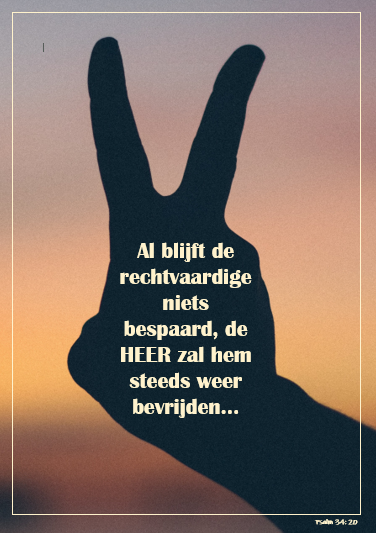 Al blijft de
rechtvaardige
niets
bespaard, de
HEER zal hem
steeds weer
bevrijden...
Psalm 34:20